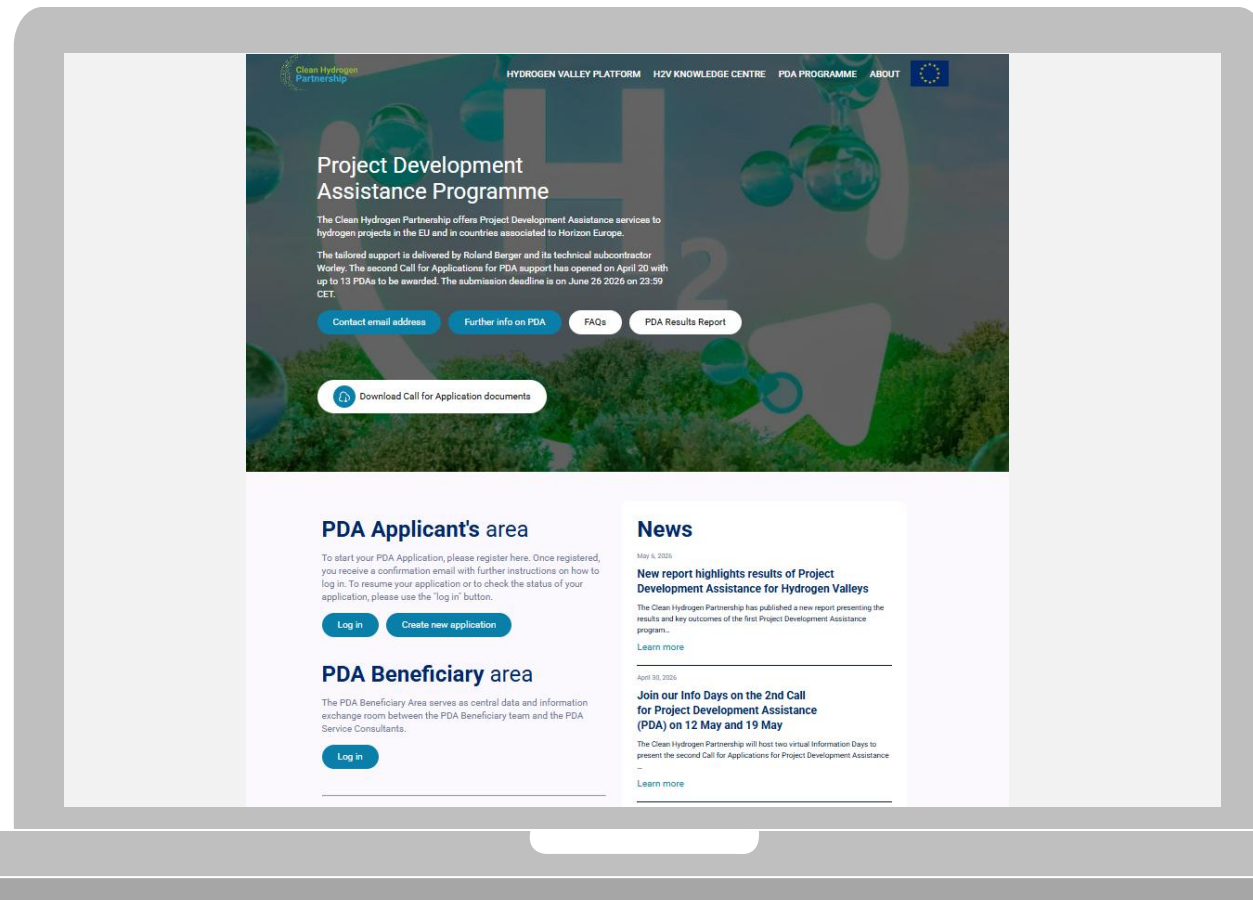 Clean Hydrogen
Partnership
HYDROGEN VALLEY PLATFORM H2V KNOWLEDGE CENTRE PDA PROGRAMME ABOUT
H2
Project Development
Assistance Programme
The Clean Hydrogen Partnership offers Project Development Assistance services to
hydrogen projects in the EU and in countries associated to Horizon Europe.
The tailored support is delivered by Roland Berger and its technical subcontractor
Worley. The second Call for Applications for PDA support has opened on April 20 with
up to 13 PDAs to be awarded. The submission deadline is on June 26 2026 on 23:59
CET.
Contact email address Further info on PDA FAQs PDA Results Report
Download Call for Application documents
PDA Applicant's area
To start your PDA Application, please register here. Once registered,
you receive a confirmation email with further instructions on how to
log in. To resume your application or to check the status of your
application, please use the "log in" button.
Log in Create new application
PDA Beneficiary area
The PDA Beneficiary Area serves as central data and information
exchange room between the PDA Beneficiary team and the PDA
Service Consultants.
Log in
News
May 6, 2026
New report highlights results of Project
Development Assistance for Hydrogen Valleys
The Clean Hydrogen Partnership has published a new report presenting the
results and key outcomes of the first Project Development Assistance
program...
Learn more
April 30, 2026
Join our Info Days on the 2nd Call
for Project Development Assistance
(PDA) on 12 May and 19 May
The Clean Hydrogen Partnership will host two virtual Information Days to
present the second Call for Applications for Project Development Assistance
...
Learn more